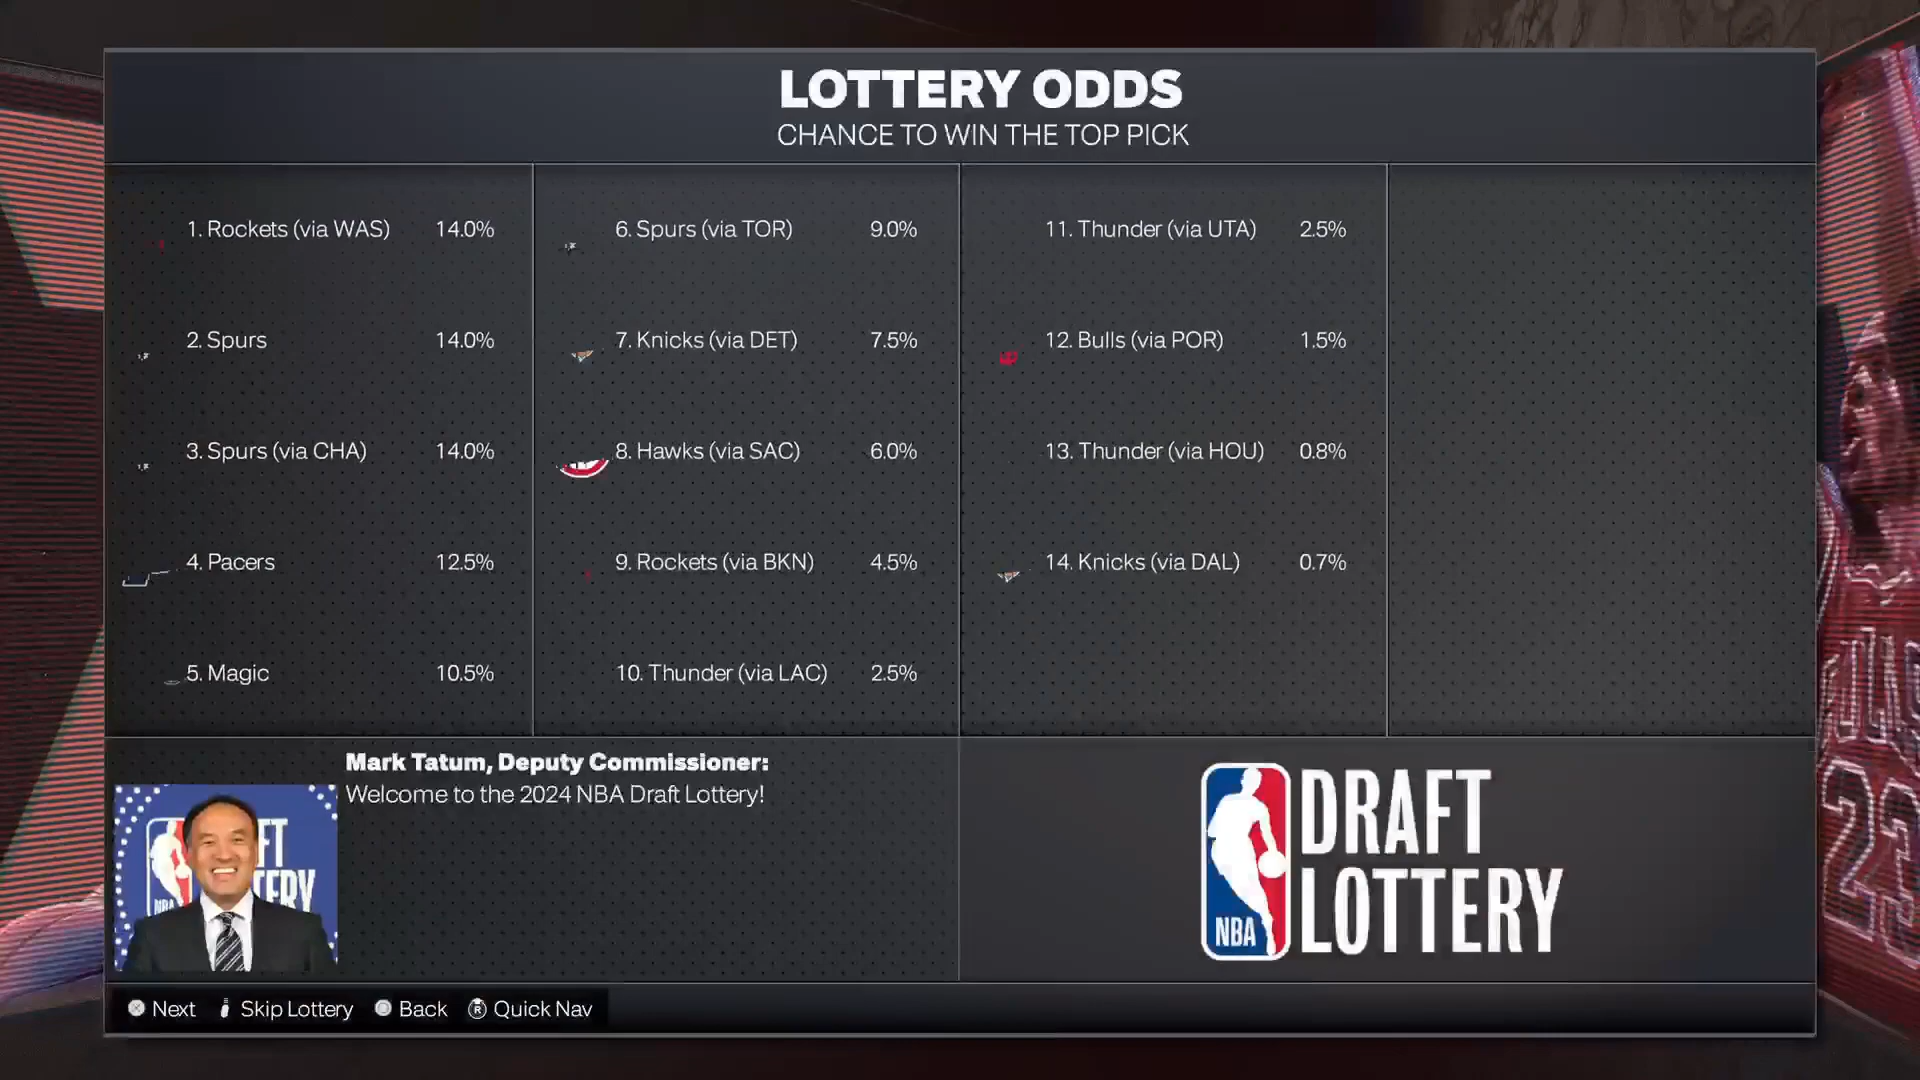 LOTTERY ODDS
CHANCE TO WIN THE TOP PICK
1. Rockets (via WAS) 14.0%
2. Spurs 14.0%
3. Spurs (via CHA) 14.0%
4. Pacers 12.5%
5. Magic 10.5%
6. Spurs (via TOR) 9.0%
7. Knicks (via DET) 7.5%
8. Hawks (via SAC) 6.0%
9. Rockets (via BKN) 4.5%
10. Thunder (via LAC) 2.5%
11. Thunder (via UTA) 2.5%
12. Bulls (via POR) 1.5%
13. Thunder (via HOU) 0.8%
14. Knicks (via DAL) 0.7%
Mark Tatum, Deputy Commissioner:
Welcome to the 2024 NBA Draft Lottery!
NBA
DRAFT
LOTTERY
Next
Skip Lottery
Back
R Quick Nav
23